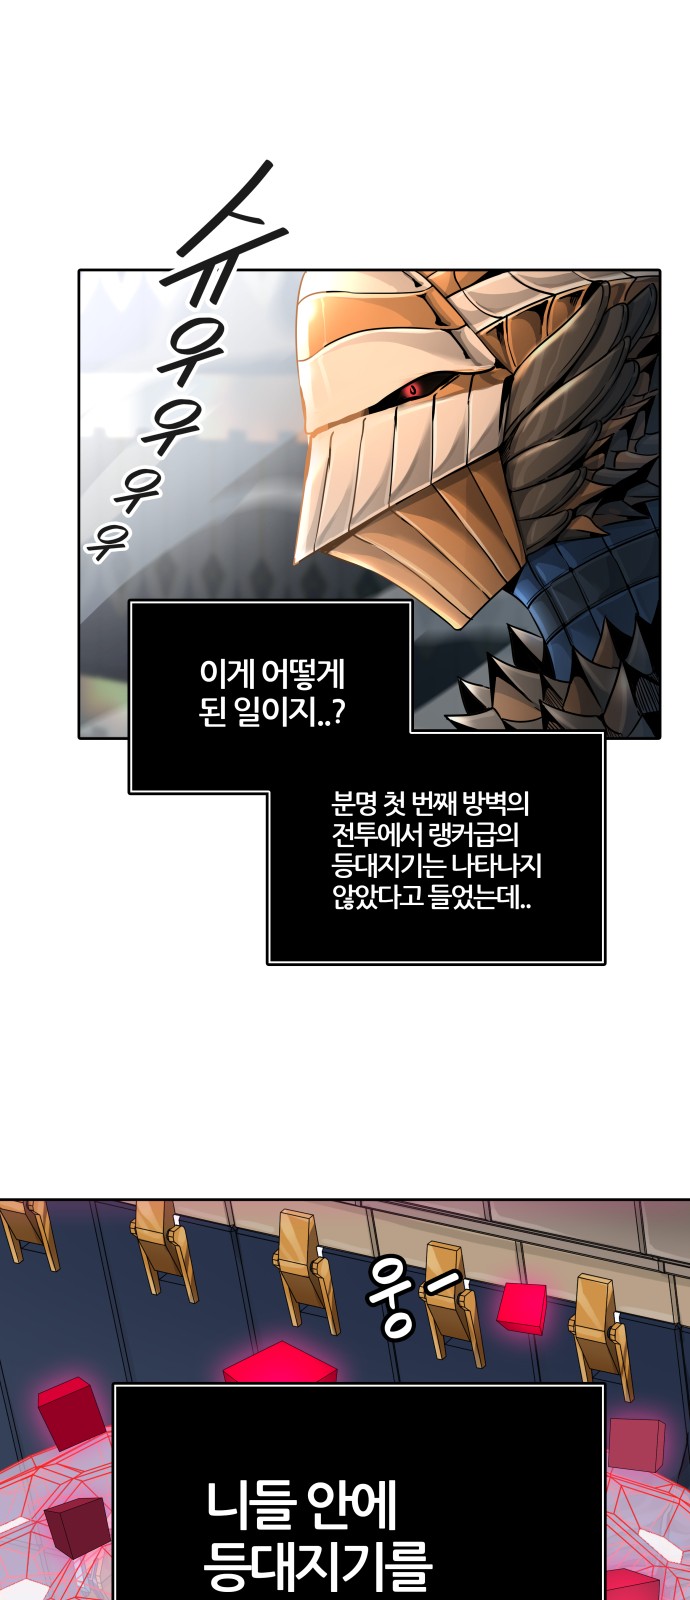 슈우우우우
이게 어떻게
된 일이지..?
분명 첫 번째 방벽의
전투에서 랭커급의
등대지기는 나타나지
않았다고 들었는데..
웅-
니들 안에
등대지기를